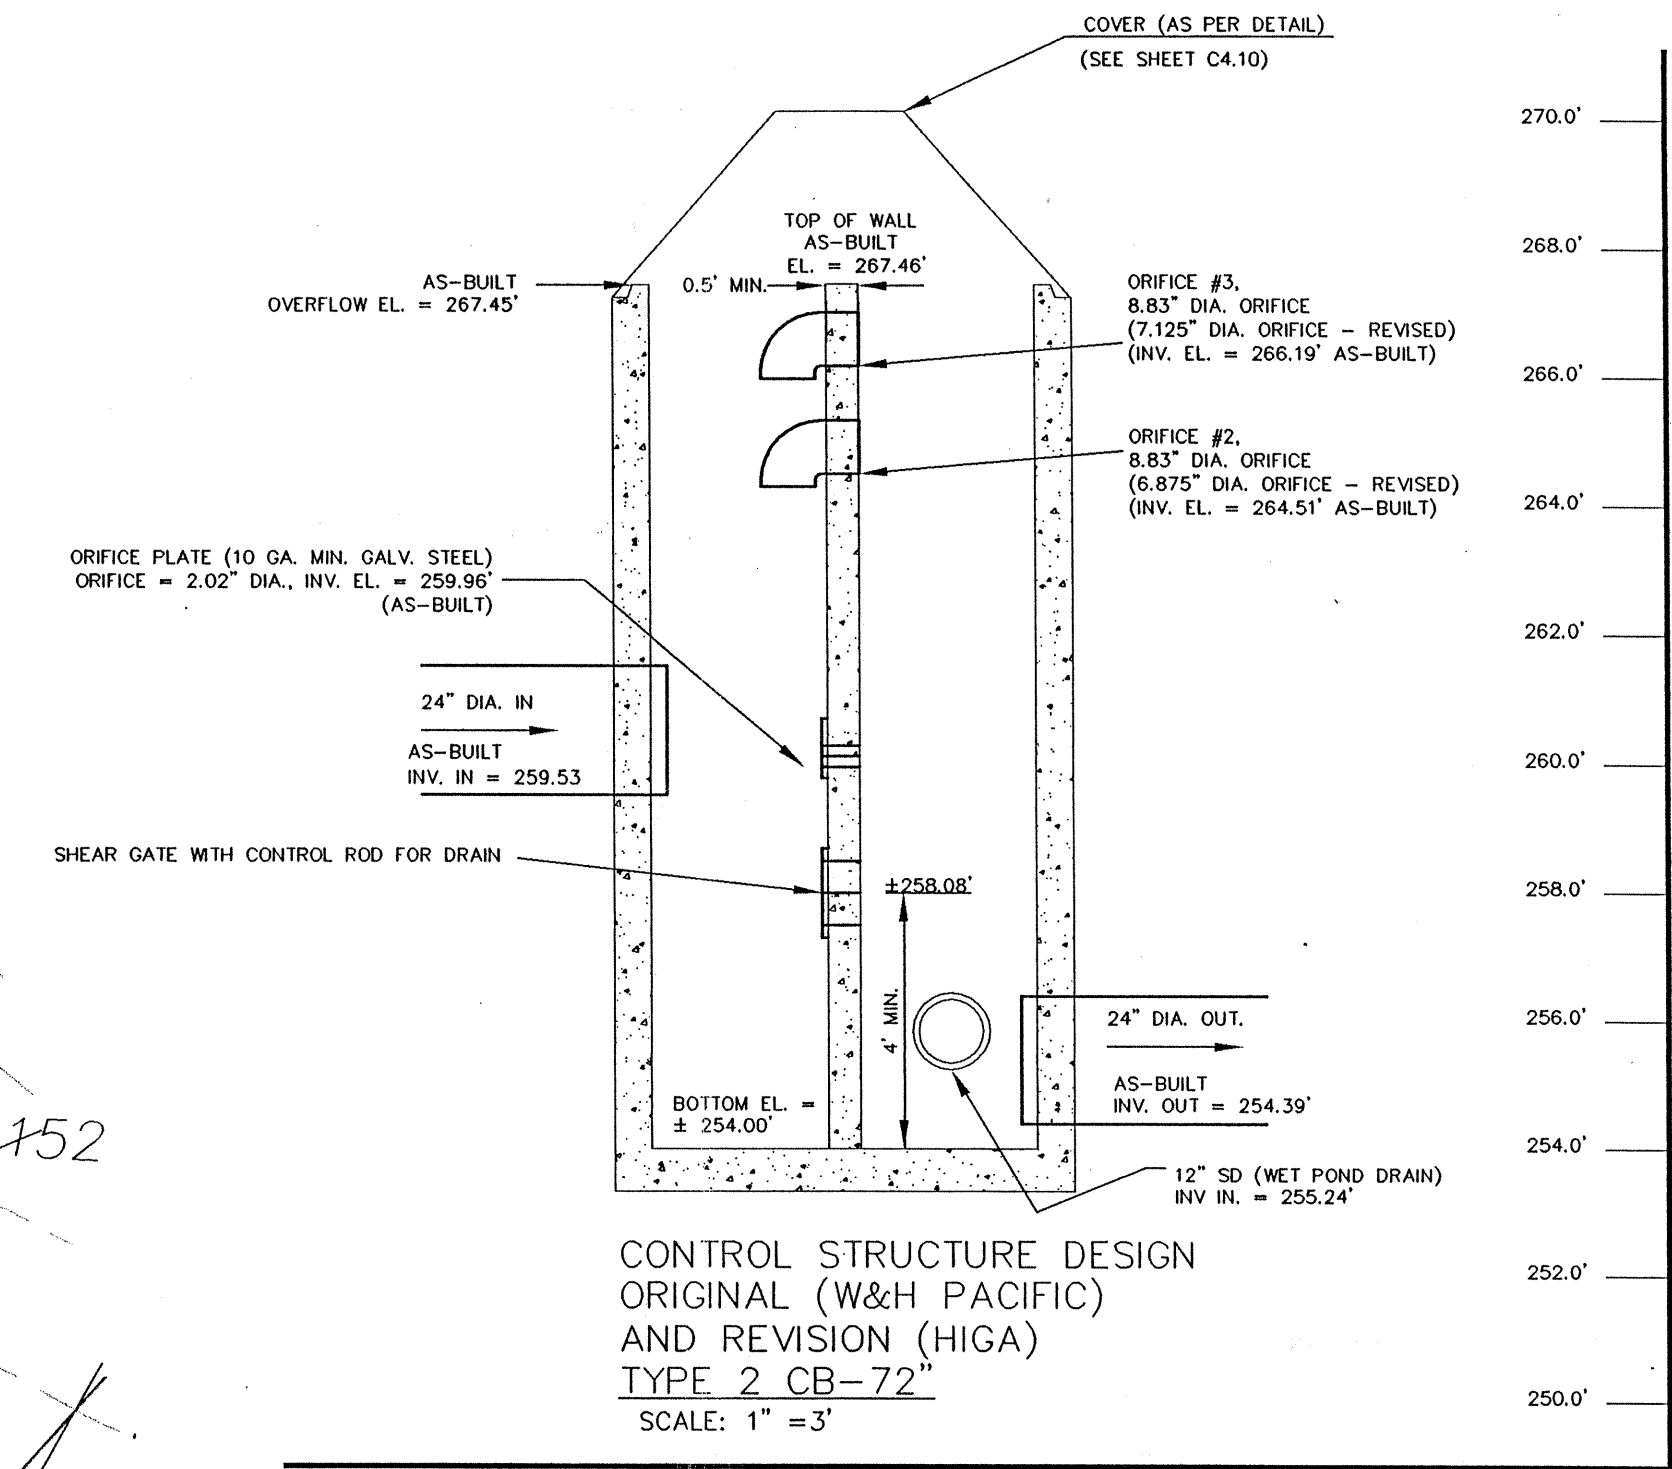 COVER (AS PER DETAIL)
(SEE SHEET C4.10)
270.0'
TOP OF WALL
AS-BUILT
EL. = 267.46'
268.0'
AS-BUILT
OVERFLOW EL. = 267.45'
0.5' MIN.
ORIFICE #3,
8.83" DIA. ORIFICE
(7.125" DIA. ORIFICE - REVISED)
(INV. EL. = 266.19' AS-BUILT)
266.0'
ORIFICE #2,
8.83" DIA. ORIFICE
(6.875" DIA. ORIFICE - REVISED)
(INV. EL. = 264.51' AS-BUILT)
264.0'
ORIFICE PLATE (10 GA. MIN. GALV. STEEL)
ORIFICE = 2.02" DIA., INV. EL. = 259.96'
(AS-BUILT)
262.0'
24" DIA. IN
AS-BUILT
INV. IN = 259.53
260.0'
SHEAR GATE WITH CONTROL ROD FOR DRAIN
±258.08'
258.0'
4' MIN.
24" DIA. OUT.
256.0'
AS-BUILT
INV. OUT = 254.39'
BOTTOM EL. =
± 254.00'
254.0'
152
12" SD (WET POND DRAIN)
INV IN. = 255.24'
CONTROL STRUCTURE DESIGN
ORIGINAL (W&H PACIFIC)
AND REVISION (HIGA)
TYPE 2 CB-72"
SCALE: 1" =3'
252.0'
250.0'